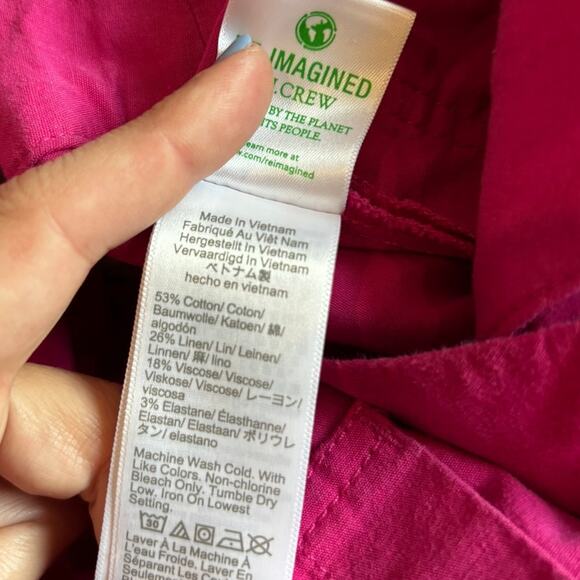 IMAGINED
CREW
BY THE PLANET
ITS PEOPLE.
more at
.com/reimagined
Made In Vietnam
Fabriqué Au Việt Nam
Hergestellt In Vietnam
Vervaardigd In Vietnam
ベトナム製
hecho en vietnam
53% Cotton/ Coton/
Baumwolle/ Katoen/ 綿/
algodón
26% Linen/ Lin/ Leinen/
Linnen/ 麻/ lino
18% Viscose/ Viscose/
Viskose/ Viscose/ レーヨン/
viscosa
3% Elastane/ Élasthanne/
Elastan/ Elastaan/ ポリウレ
タン/ elastano
Machine Wash Cold. With
Like Colors. Non-chlorine
Bleach Only. Tumble Dry
Low, Iron On Lowest
Setting.
30
Laver À La Machine À
L'eau Froide. Laver En
Séparant Les
Seulement